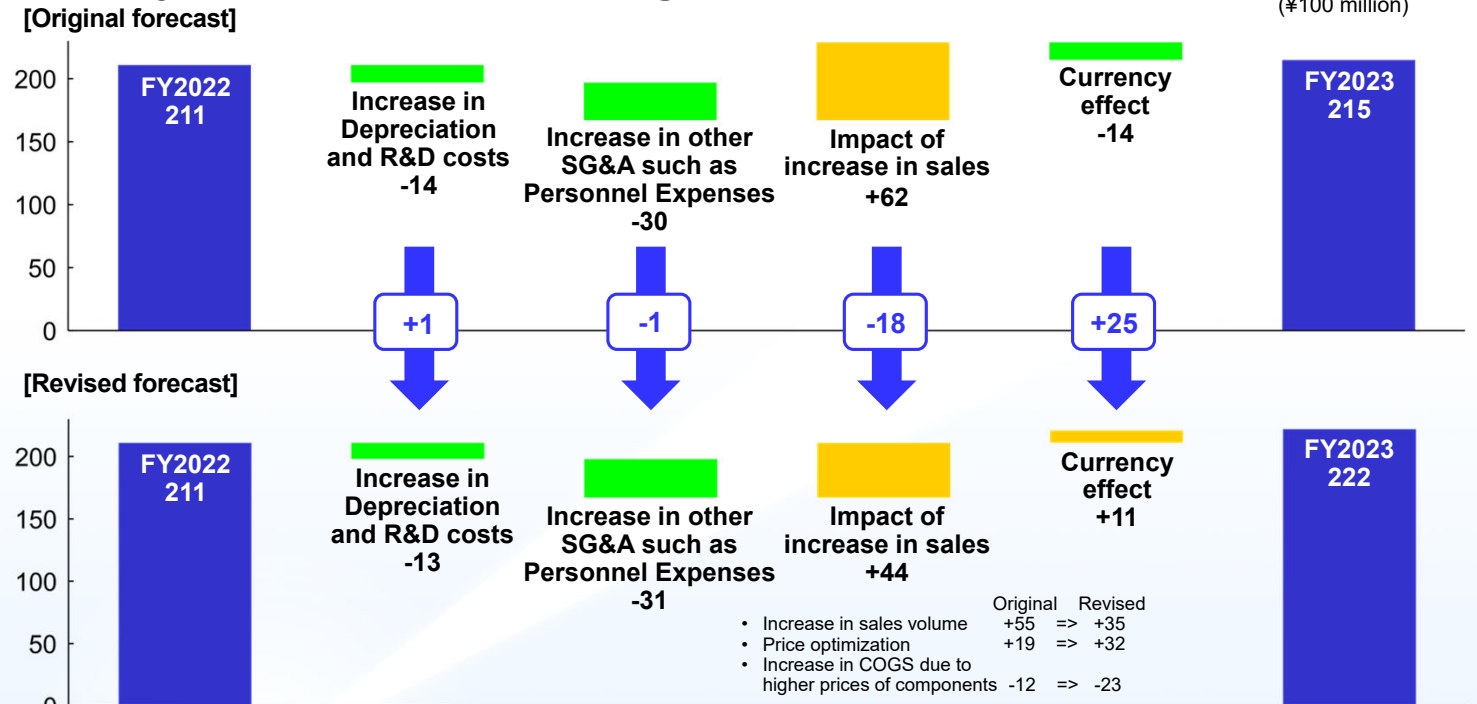 [Original forecast]
(¥100 million)
200
150
100
50
0
FY2022
211
Increase in
Depreciation
and R&D costs
-14
Increase in other
SG&A such as
Personnel Expenses
-30
Impact of
increase in sales
+62
Currency
effect
-14
FY2023
215
+1
-1
-18
+25
[Revised forecast]
200
150
100
50
0
FY2022
211
Increase in
Depreciation
and R&D costs
-13
Increase in other
SG&A such as
Personnel Expenses
-31
Impact of
increase in sales
+44
Currency
effect
+11
FY2023
222
Original Revised
• Increase in sales volume +55 => +35
• Price optimization +19 => +32
• Increase in COGS due to
higher prices of components -12 => -23